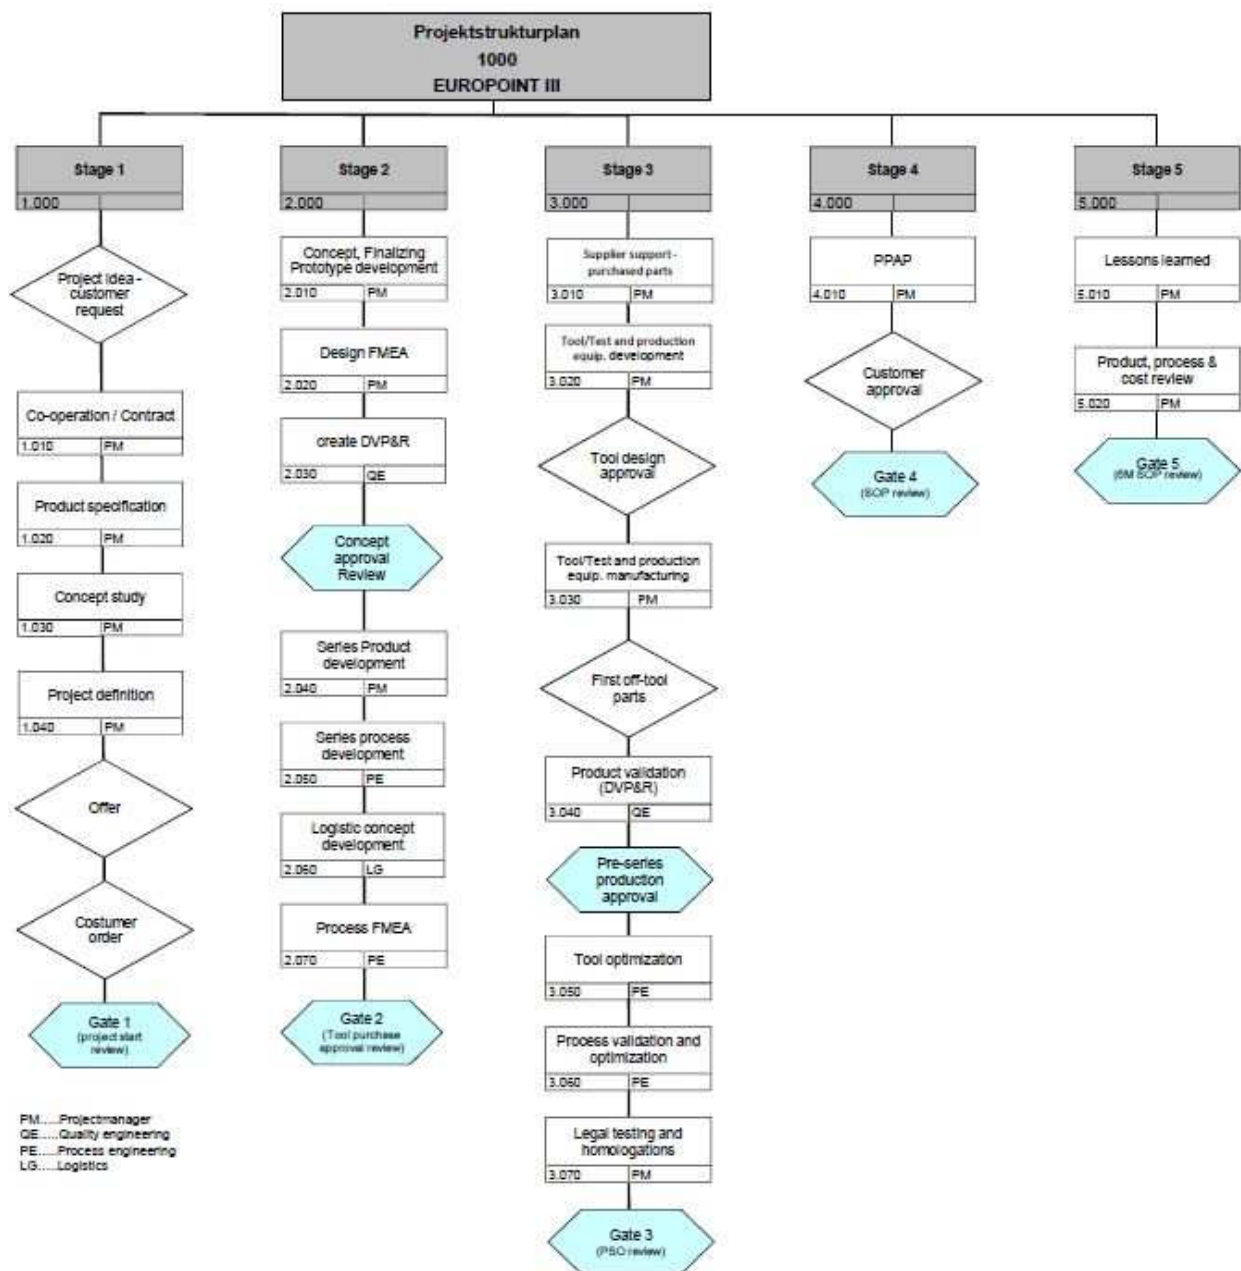 Projektstrukturplan
1000
EUROPOINT III
Stage 1
1.000
Project idea -
customer
request
Co-operation / Contract
1.010 PM
Product specification
1.020 PM
Concept study
1.030 PM
Project definition
1.040 PM
Offer
Costumer
order
Gate 1
(project start
review)
Stage 2
2.000
Concept, Finalizing
Prototype development
2.010 PM
Design FMEA
2.020 PM
create DVP&R
2.030 QE
Concept
approval
Review
Series Product
development
2.040 PM
Series process
development
2.050 PE
Logistic concept
development
2.060 LG
Process FMEA
2.070 PE
Gate 2
(Tool purchase
approval review)
Stage 3
3.000
Supplier support -
purchased parts
3.010 PM
Tool/Test and production
equip. development
3.020 PM
Tool design
approval
Tool/Test and production
equip. manufacturing
3.030 PM
First off-tool
parts
Product validation
(DVP&R)
3.040 QE
Pre-series
production
approval
Tool optimization
3.050 PE
Process validation and
optimization
3.060 PE
Legal testing and
homologations
3.070 PM
Gate 3
(PSO review)
Stage 4
4.000
PPAP
4.010 PM
Customer
approval
Gate 4
(SOP review)
Stage 5
5.000
Lessons learned
5.010 PM
Product, process &
cost review
5.020 PM
Gate 5
(6M SOP review)
PM.....Projectmanager
QE.....Quality engineering
PE.....Process engineering
LG.....Logistics